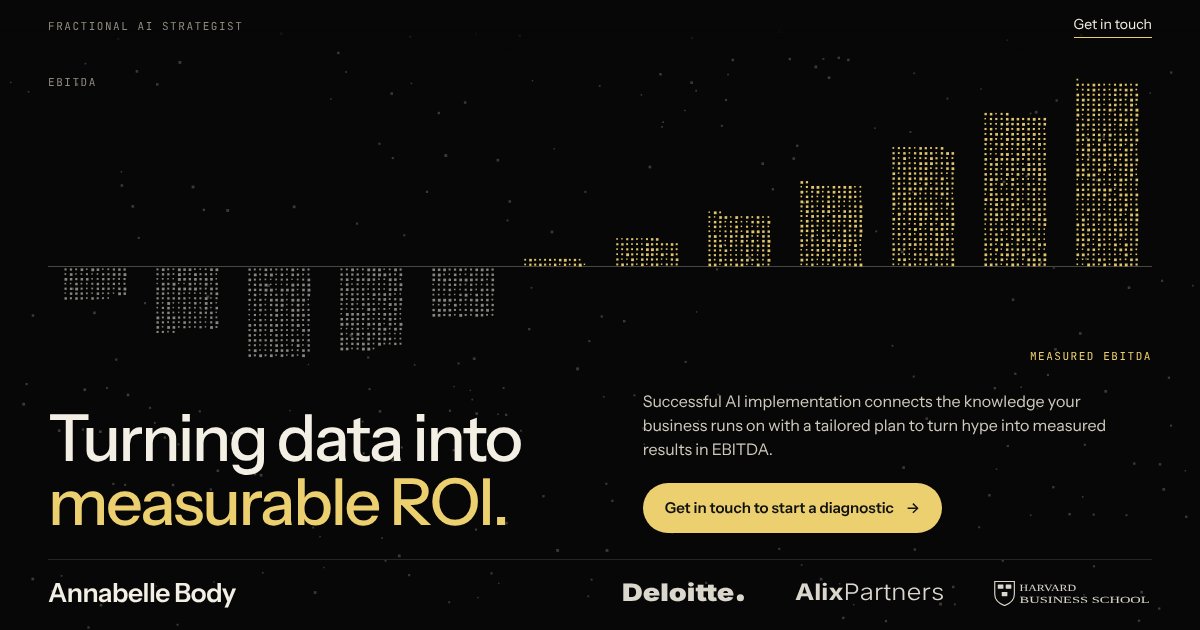 FRACTIONAL AI STRATEGIST
Get in touch
EBITDA
MEASURED EBITDA
Turning data into
measurable ROI.
Successful AI implementation connects the knowledge your
business runs on with a tailored plan to turn hype into measured
results in EBITDA.
Get in touch to start a diagnostic →
Annabelle Body
Deloitte.
AlixPartners
HARVARD
BUSINESS SCHOOL